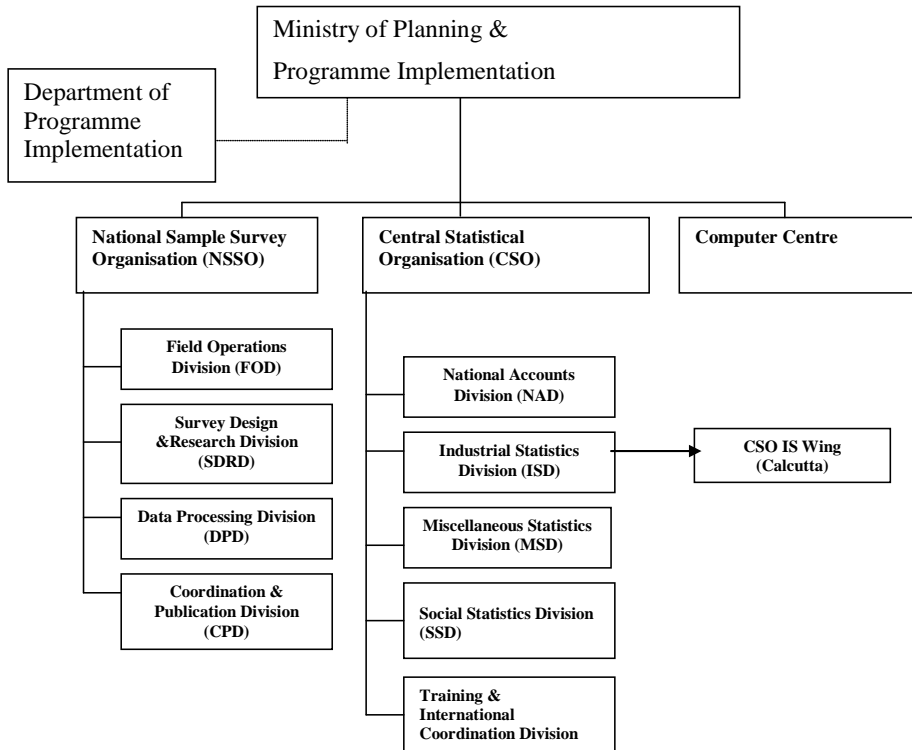 Ministry of Planning &
Programme Implementation
Department of
Programme
Implementation
National Sample Survey
Organisation (NSSO)
Central Statistical
Organisation (CSO)
Computer Centre
Field Operations
Division (FOD)
Survey Design
&Research Division
(SDRD)
Data Processing Division
(DPD)
Coordination &
Publication Division
(CPD)
National Accounts
Division (NAD)
Industrial Statistics
Division (ISD)
CSO IS Wing
(Calcutta)
Miscellaneous Statistics
Division (MSD)
Social Statistics Division
(SSD)
Training &
International
Coordination Division